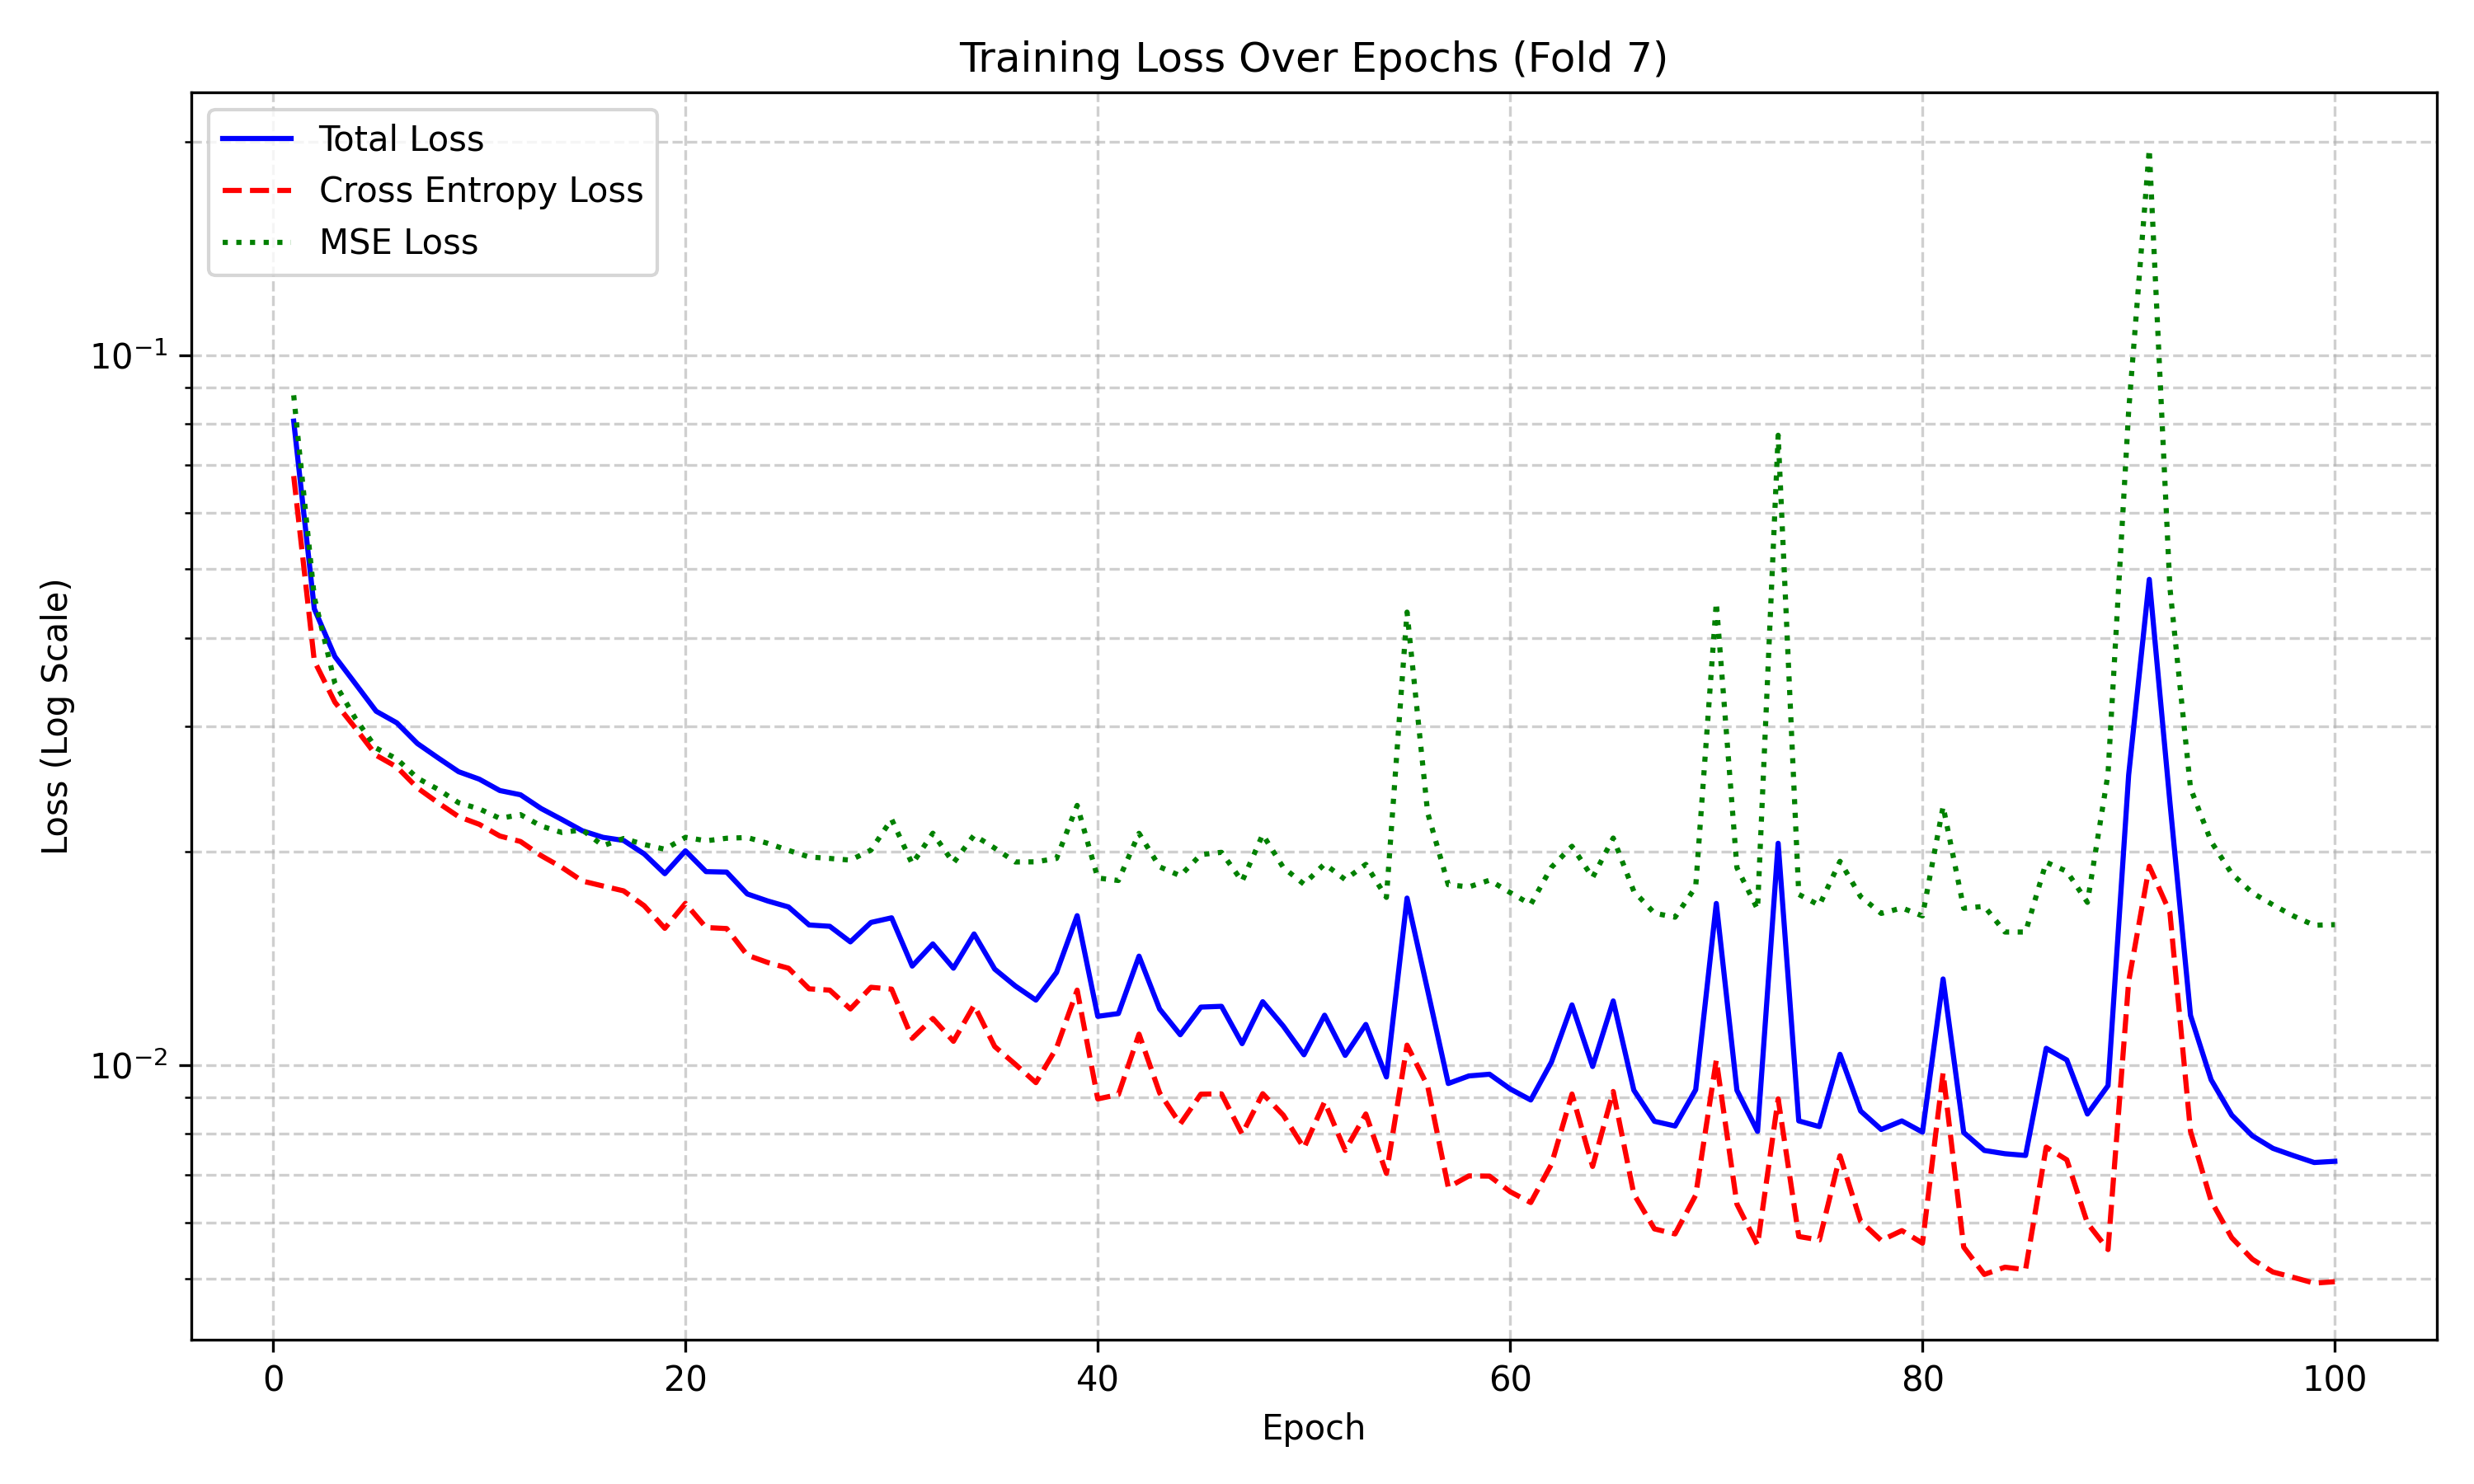 Training Loss Over Epochs (Fold 7)
Total Loss
Cross Entropy Loss
MSE Loss
Loss (Log Scale)
10⁻¹
10⁻²
0 20 40 60 80 100
Epoch